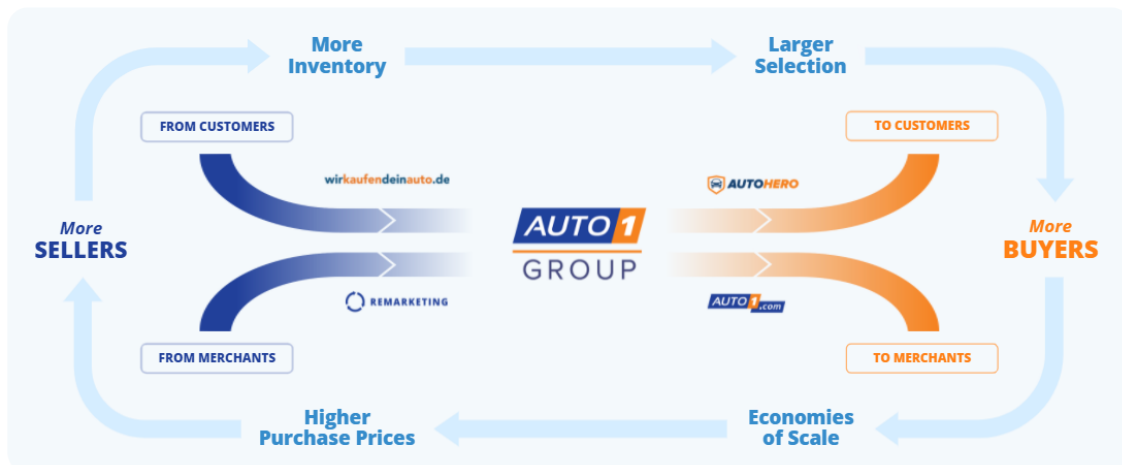 More
Inventory
Larger
Selection
FROM CUSTOMERS
TO CUSTOMERS
wirkaufendeinauto.de
AUTOHERO
More
SELLERS
AUTO1
GROUP
More
BUYERS
REMARKETING
AUTO1.com
FROM MERCHANTS
TO MERCHANTS
Higher
Purchase Prices
Economies
of Scale